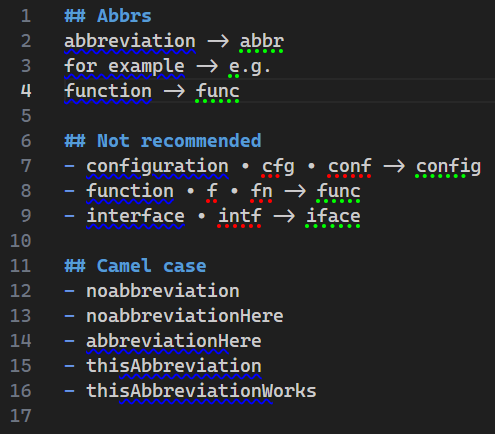 1 ## Abbrs
2 abbreviation -> abbr
3 for example -> e.g.
4 function -> func
5
6 ## Not recommended
7 - configuration • cfg • conf -> config
8 - function • f • fn -> func
9 - interface • intf -> iface
10
11 ## Camel case
12 - noabbreviation
13 - noabbreviationHere
14 - abbreviationHere
15 - thisAbbreviation
16 - thisAbbreviationWorks
17